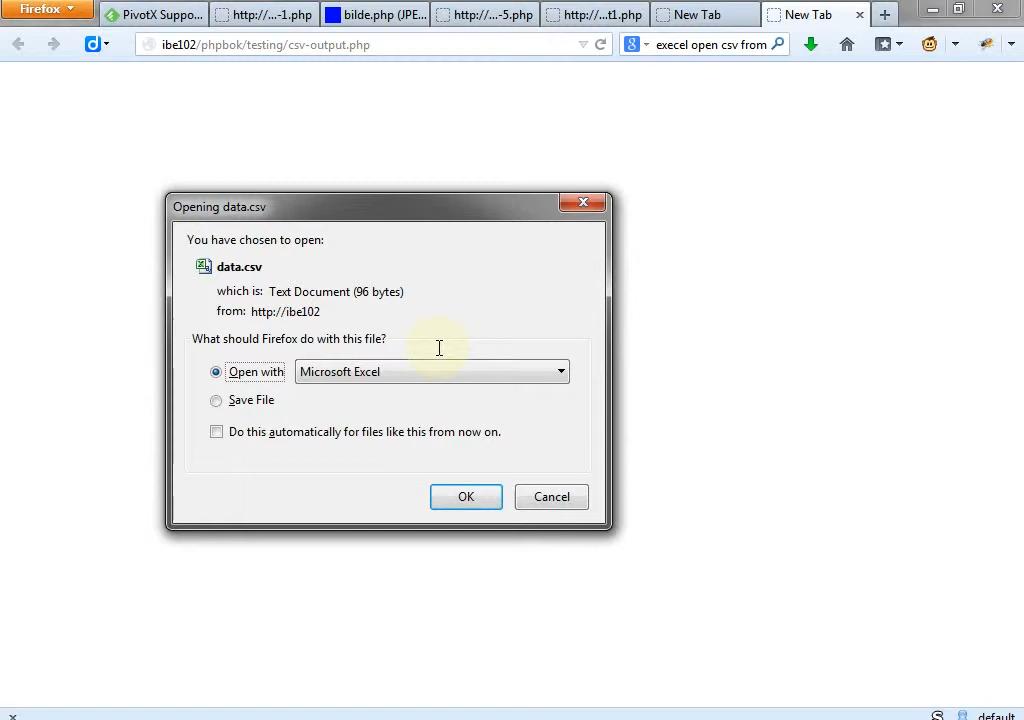 Firefox
PivotX Suppo...
http://...-1.php
bilde.php (JPE...
http://...-5.php
http://...t1.php
New Tab
New Tab
ibe102/phpbok/testing/csv-output.php
execel open csv from
Opening data.csv
You have chosen to open:
data.csv
which is: Text Document (96 bytes)
from: http://ibe102
What should Firefox do with this file?
Open with Microsoft Excel
Save File
Do this automatically for files like this from now on.
OK Cancel
default